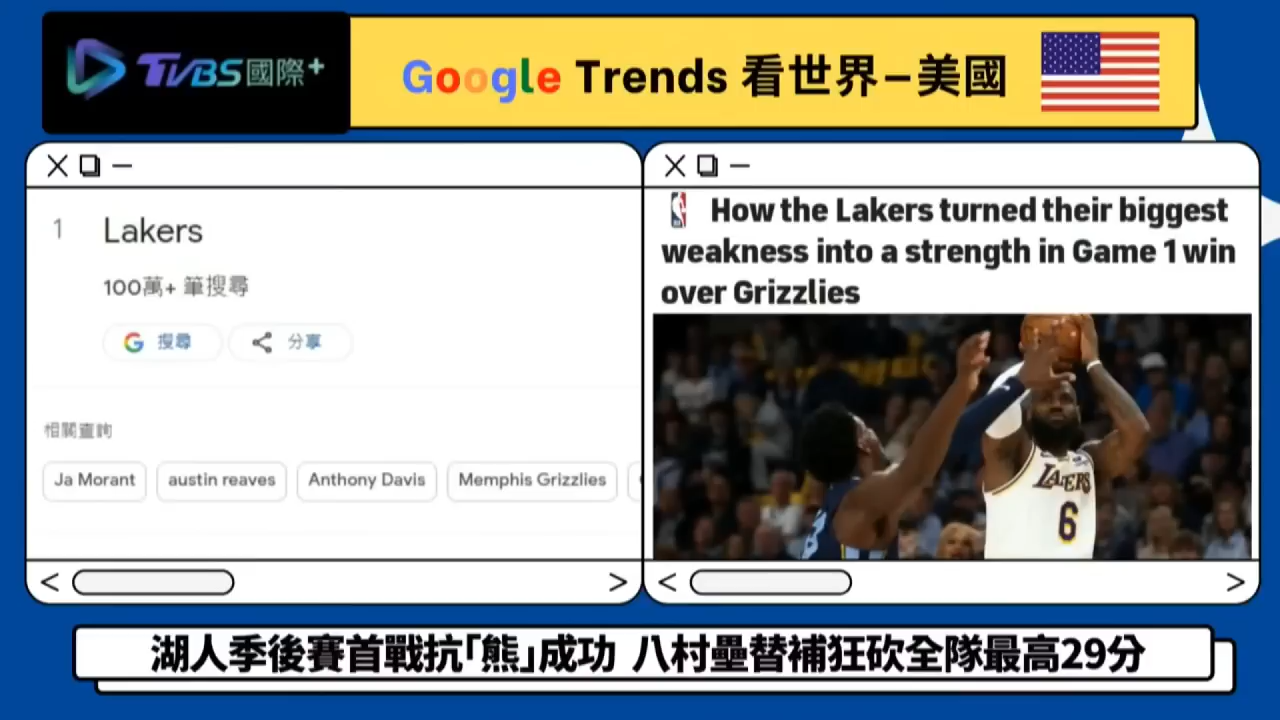 TVBS國際+
Google Trends 看世界–美國
1 Lakers
100萬+ 筆搜尋
搜尋 分享
相關查詢
Ja Morant austin reaves Anthony Davis Memphis Grizzlies
How the Lakers turned their biggest
weakness into a strength in Game 1 win
over Grizzlies
LAKERS
6
湖人季後賽首戰抗「熊」成功 八村壘替補狂砍全隊最高29分